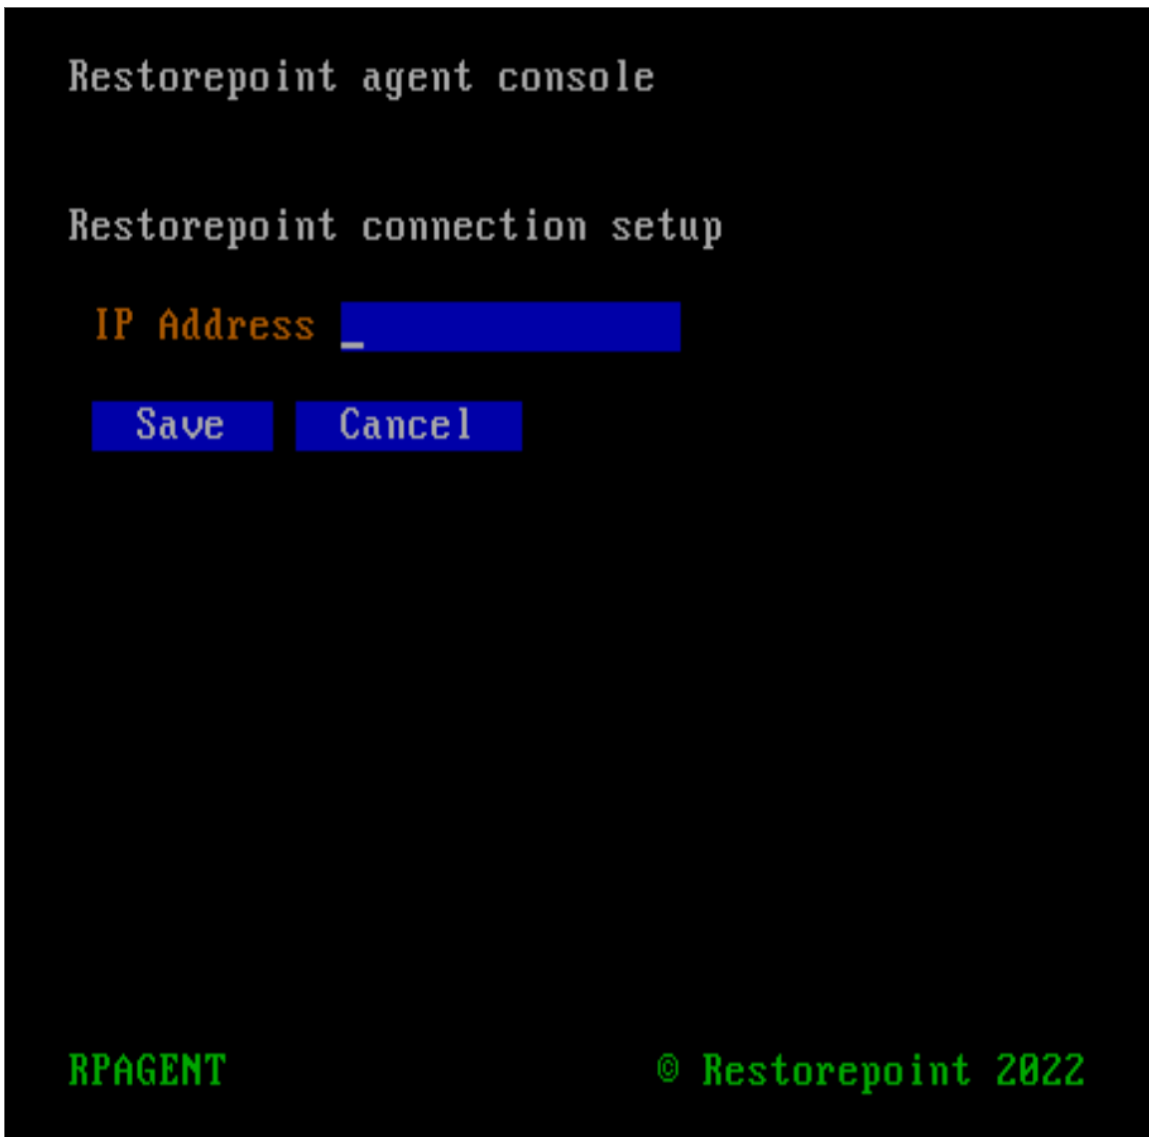 Restorepoint agent console
Restorepoint connection setup
IP Address
Save Cancel
RPAGENT © Restorepoint 2022